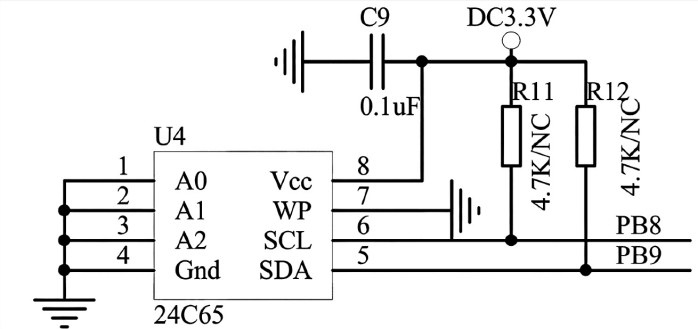 C9
DC3.3V
0.1uF
R11
R12
4.7K/NC
4.7K/NC
U4
1
A0
Vcc
8
2
A1
WP
7
3
A2
SCL
6
PB8
4
Gnd
SDA
5
PB9
24C65